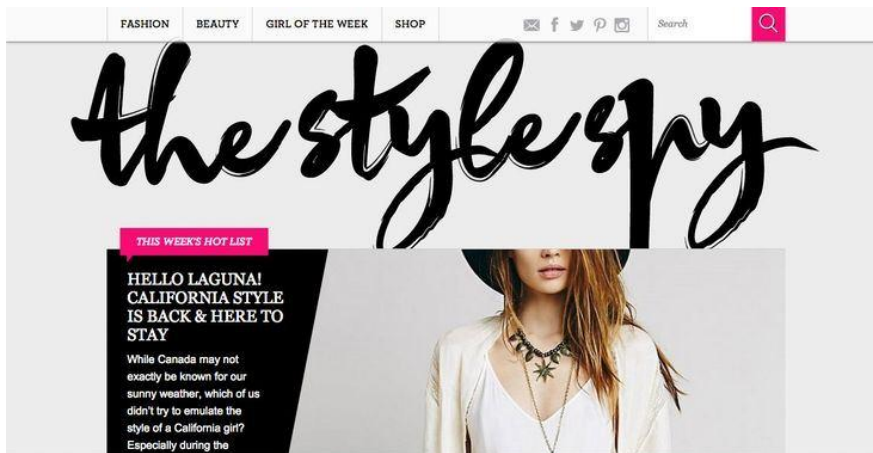 FASHION BEAUTY GIRL OF THE WEEK SHOP Search
the style spy
THIS WEEK'S HOT LIST
HELLO LAGUNA!
CALIFORNIA STYLE
IS BACK & HERE TO
STAY
While Canada may not
exactly be known for our
sunny weather, which of us
didn't try to emulate the
style of a California girl?
Especially during the